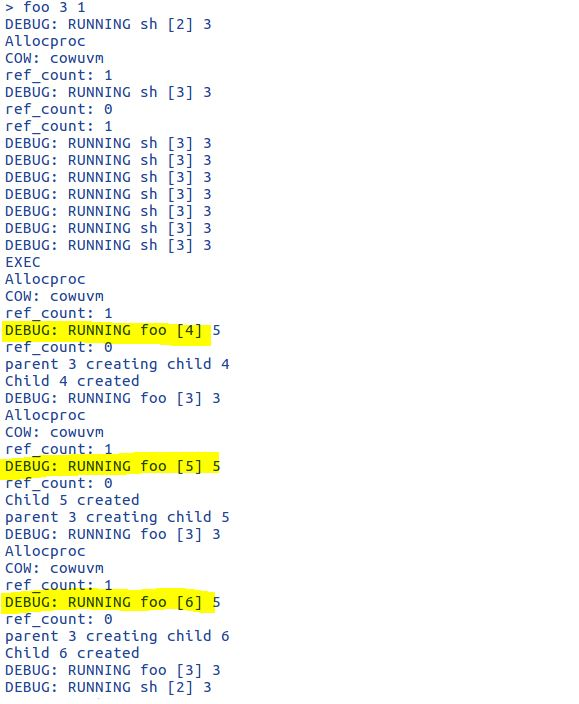 > foo 3 1
DEBUG: RUNNING sh [2] 3
Allocproc
COW: cowuvm
ref_count: 1
DEBUG: RUNNING sh [3] 3
ref_count: 0
ref_count: 1
DEBUG: RUNNING sh [3] 3
DEBUG: RUNNING sh [3] 3
DEBUG: RUNNING sh [3] 3
DEBUG: RUNNING sh [3] 3
DEBUG: RUNNING sh [3] 3
DEBUG: RUNNING sh [3] 3
DEBUG: RUNNING sh [3] 3
EXEC
Allocproc
COW: cowuvm
ref_count: 1
DEBUG: RUNNING foo [4] 5
ref_count: 0
parent 3 creating child 4
Child 4 created
DEBUG: RUNNING foo [3] 3
Allocproc
COW: cowuvm
ref_count: 1
DEBUG: RUNNING foo [5] 5
ref_count: 0
Child 5 created
parent 3 creating child 5
DEBUG: RUNNING foo [3] 3
Allocproc
COW: cowuvm
ref_count: 1
DEBUG: RUNNING foo [6] 5
ref_count: 0
parent 3 creating child 6
Child 6 created
DEBUG: RUNNING foo [3] 3
DEBUG: RUNNING sh [2] 3